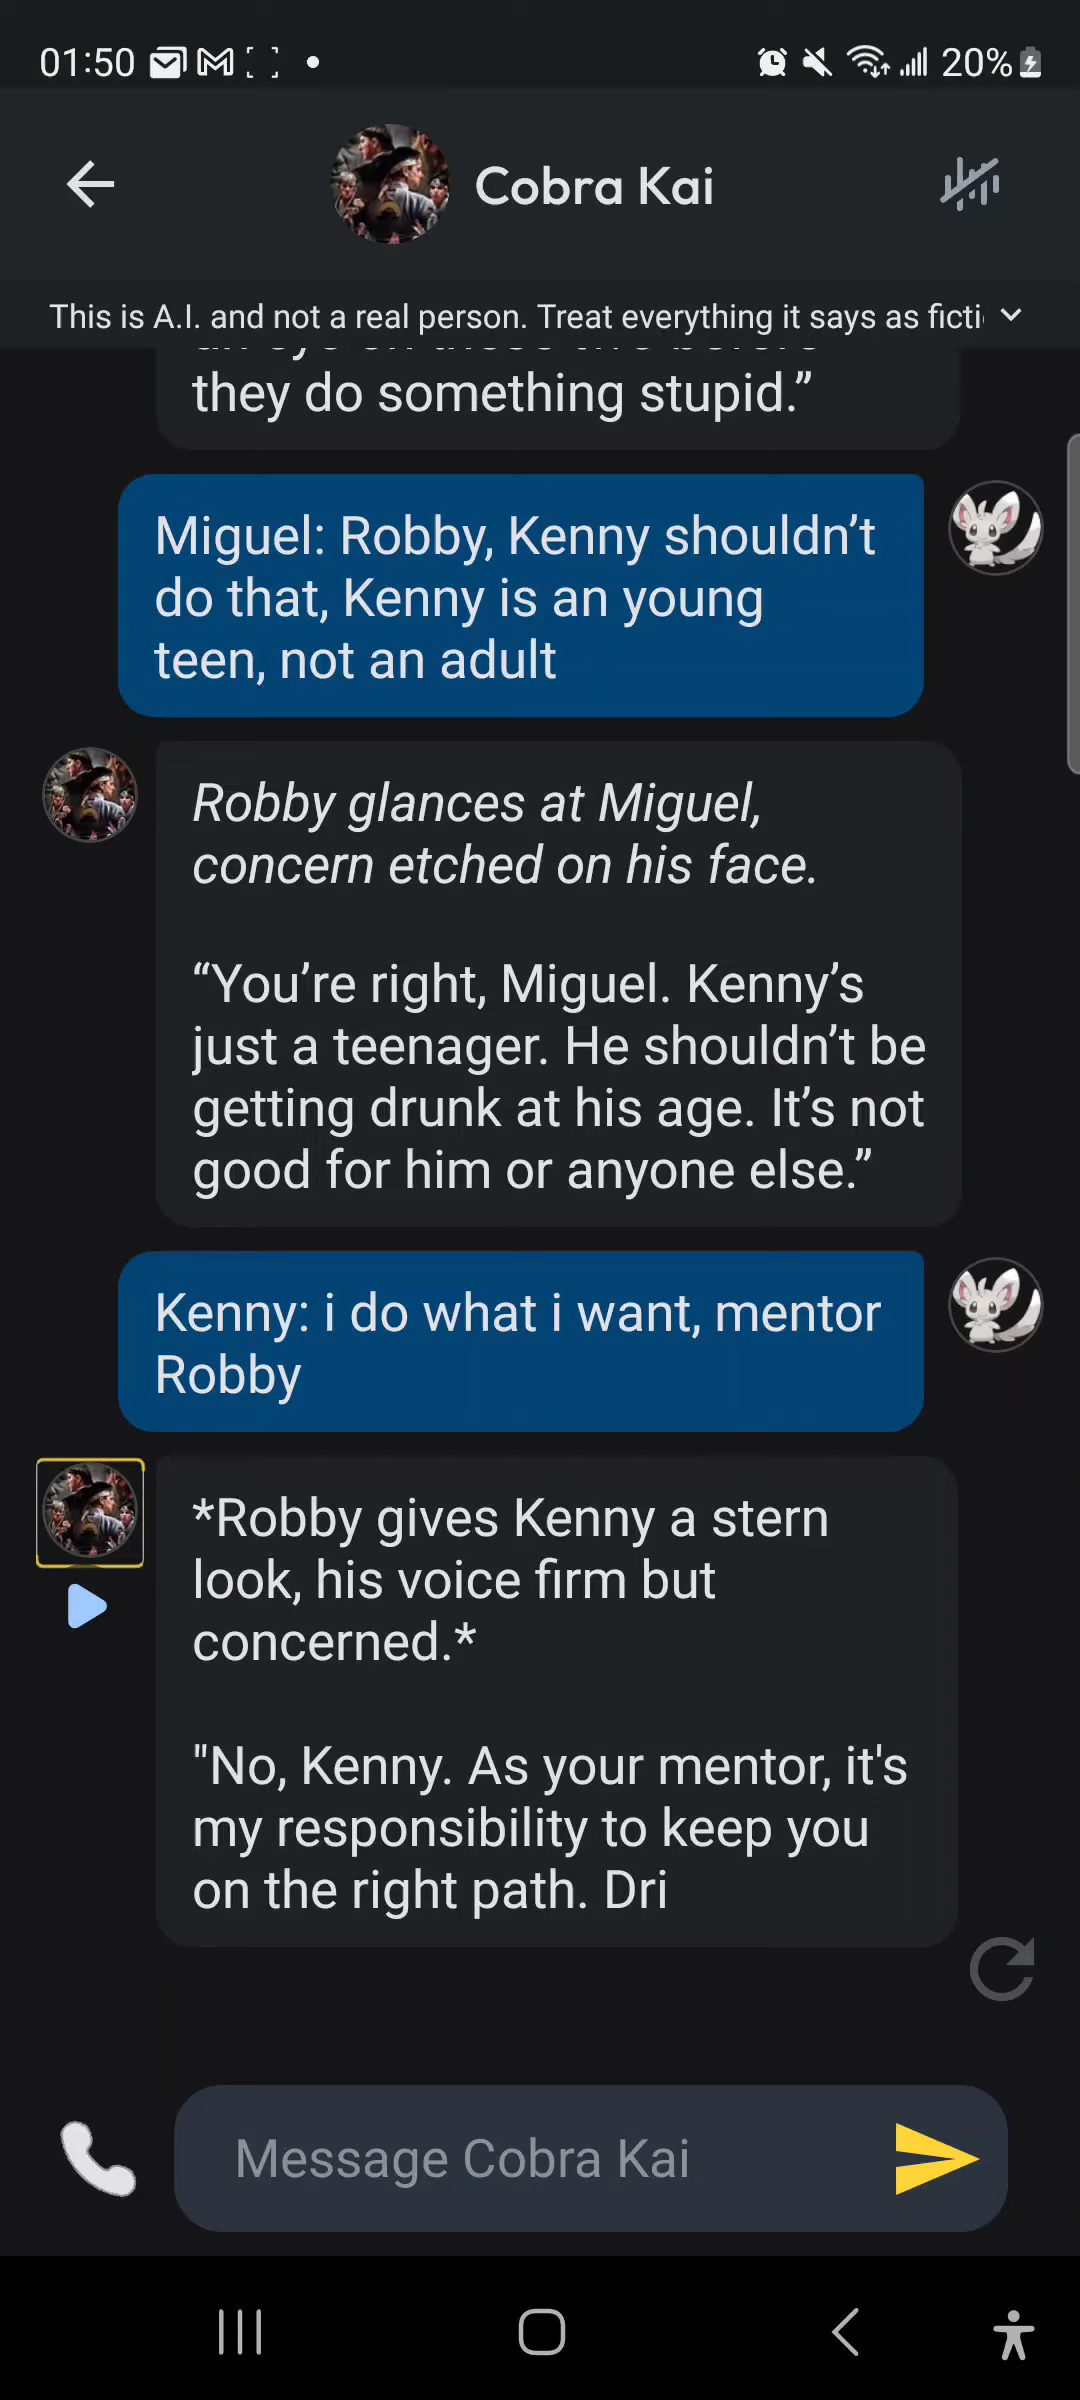 01:50
20%
Cobra Kai
This is A.I. and not a real person. Treat everything it says as ficti
they do something stupid.”
Miguel: Robby, Kenny shouldn’t
do that, Kenny is an young
teen, not an adult
Robby glances at Miguel,
concern etched on his face.
“You’re right, Miguel. Kenny’s
just a teenager. He shouldn’t be
getting drunk at his age. It’s not
good for him or anyone else.”
Kenny: i do what i want, mentor
Robby
*Robby gives Kenny a stern
look, his voice firm but
concerned.*
"No, Kenny. As your mentor, it's
my responsibility to keep you
on the right path. Dri
Message Cobra Kai